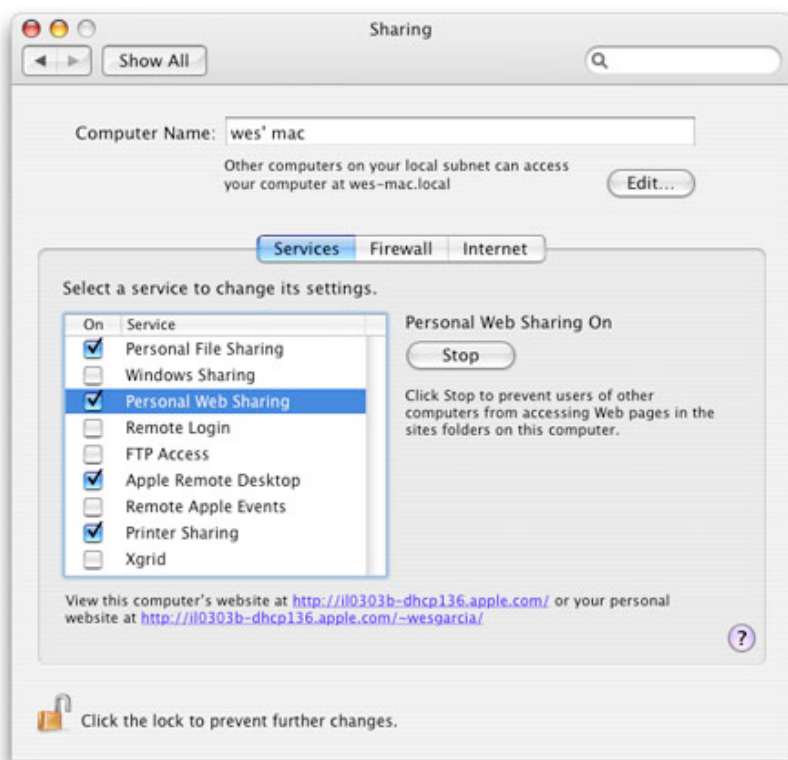 Sharing
Show All
Computer Name: wes' mac
Other computers on your local subnet can access
your computer at wes-mac.local
Edit...
Services Firewall Internet
Select a service to change its settings.
On Service
Personal File Sharing
Windows Sharing
Personal Web Sharing
Remote Login
FTP Access
Apple Remote Desktop
Remote Apple Events
Printer Sharing
Xgrid
Personal Web Sharing On
Stop
Click Stop to prevent users of other
computers from accessing Web pages in the
sites folders on this computer.
View this computer's website at http://il0303b-dhcp136.apple.com/ or your personal
website at http://il0303b-dhcp136.apple.com/~wesgarcia/
?
Click the lock to prevent further changes.